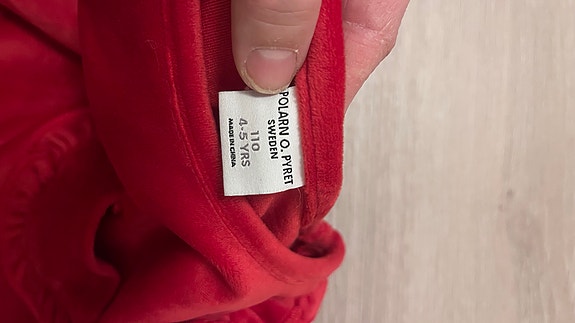 POLARN O. PYRET
SWEDEN
110
4-5 YRS
MADE IN CHINA